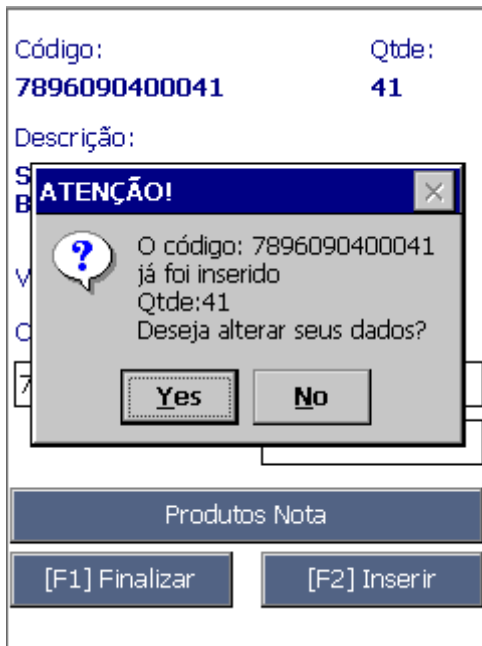 Código: Qtde:
7896090400041 41
Descrição:
S
B
ATENÇÃO!
O código: 7896090400041
já foi inserido
Qtde:41
Deseja alterar seus dados?
V
C
7
Yes No
Produtos Nota
[F1] Finalizar [F2] Inserir